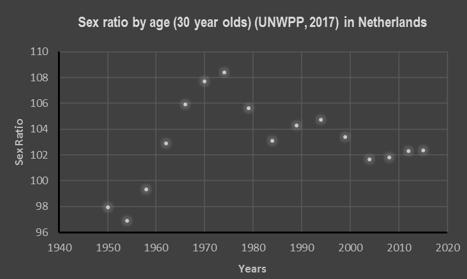 Sex ratio by age (30 year olds) (UNWPP, 2017) in Netherlands
110
108
106
104
102
100
98
96
Sex Ratio
1940 1950 1960 1970 1980 1990 2000 2010 2020
Years